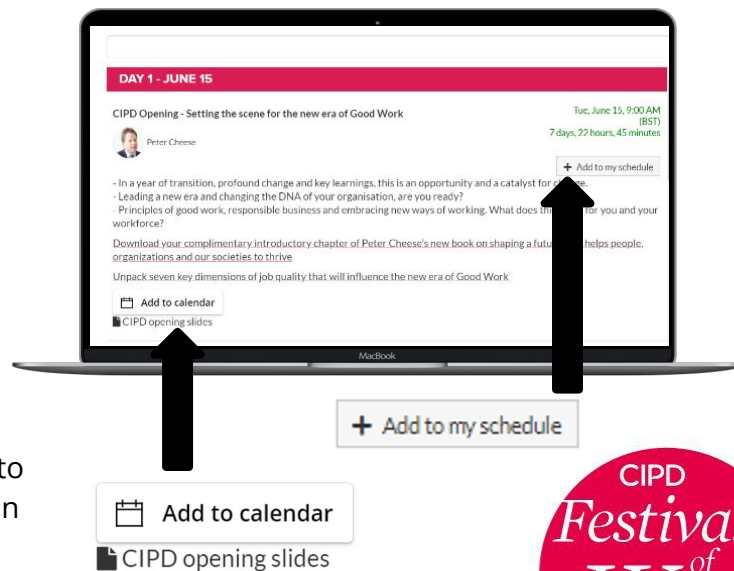 DAY 1 - JUNE 15
CIPD Opening - Setting the scene for the new era of Good Work
Tue, June 15, 9:00 AM
(BST)
7 days, 22 hours, 45 minutes
Peter Cheese
+ Add to my schedule
- In a year of transition, profound change and key learnings, this is an opportunity and a catalyst for
- Leading a new era and changing the DNA of your organisation, are you ready?
- Principles of good work, responsible business and embracing new ways of working. What does for you and your
workforce?
Download your complimentary introductory chapter of Peter Cheese's new book on shaping a helps people,
organizations and our societies to thrive
Unpack seven key dimensions of job quality that will influence the new era of Good Work
Add to calendar
CIPD opening slides
MacBook
+ Add to my schedule
to
n
Add to calendar
CIPD opening slides
CIPD
Festiva
of